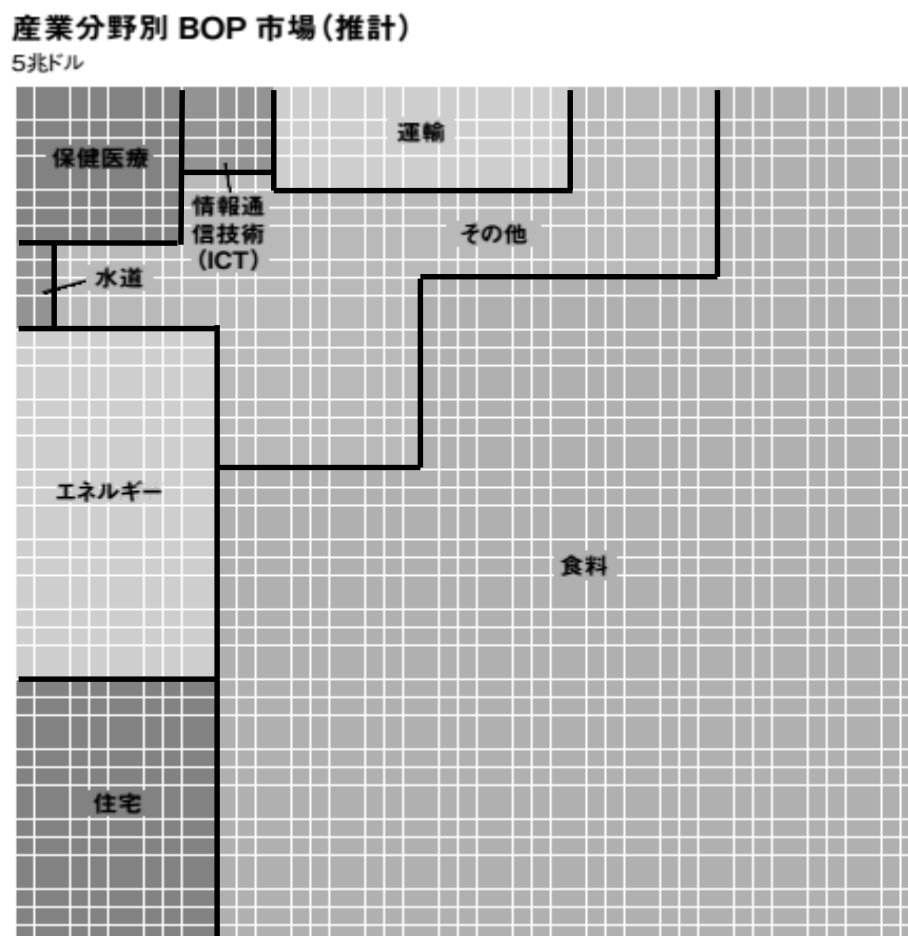 産業分野別 BOP 市場（推計）
5兆ドル
保健医療
運輸
情報通
信技術
（ICT）
その他
水道
エネルギー
食料
住宅